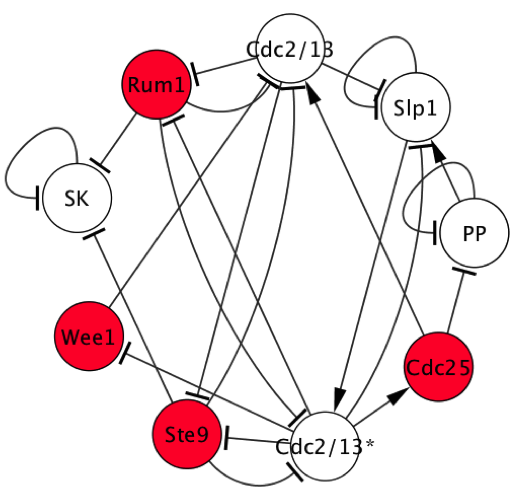 Cdc2/13
Rum1
Slp1
SK
PP
Wee1
Cdc25
Ste9
Cdc2/13*